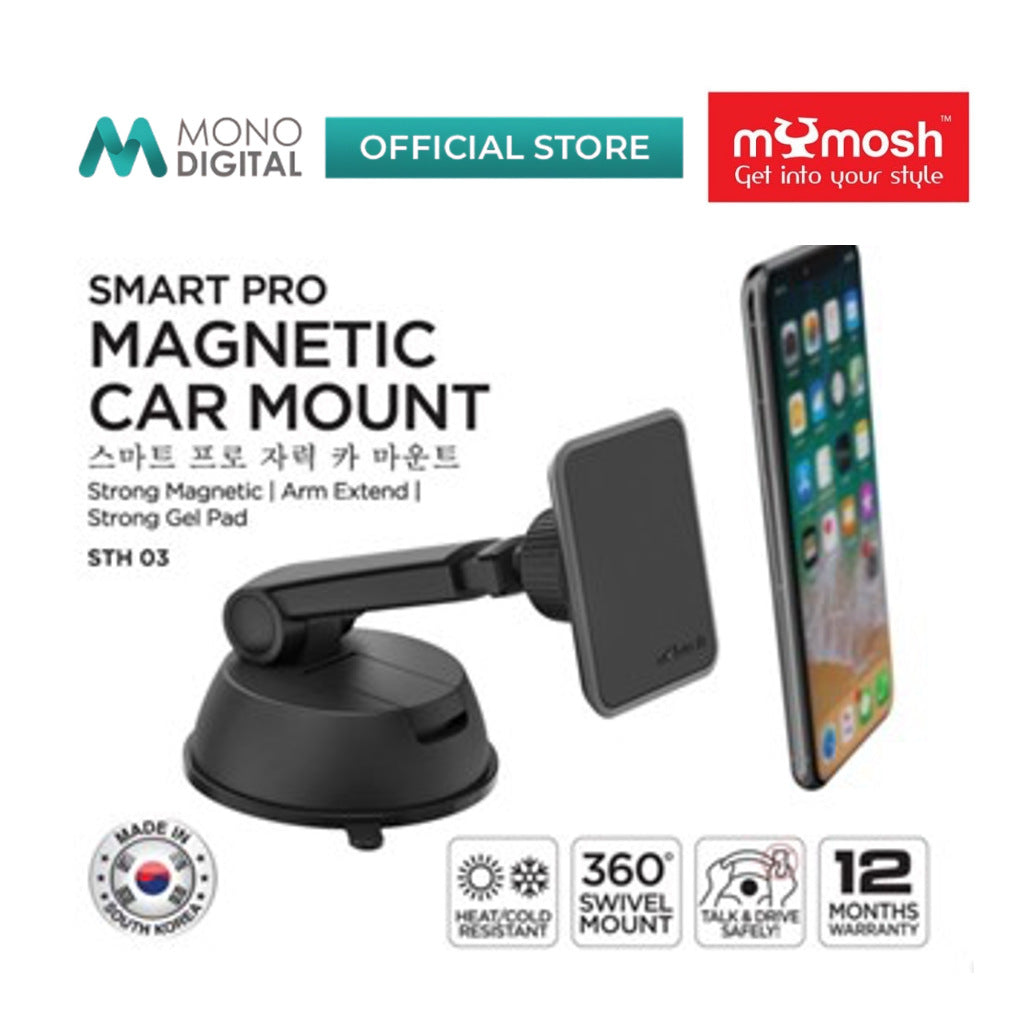 MONO
DIGITAL
OFFICIAL STORE
mymosh™
Get into your style
SMART PRO
MAGNETIC
CAR MOUNT
스마트 프로 자력 카 마운트
Strong Magnetic | Arm Extend |
Strong Gel Pad
STH 03
MADE IN
SOUTH KOREA
HEAT/COLD
RESISTANT
360°
SWIVEL
MOUNT
TALK & DRIVE
SAFELY!
12
MONTHS
WARRANTY